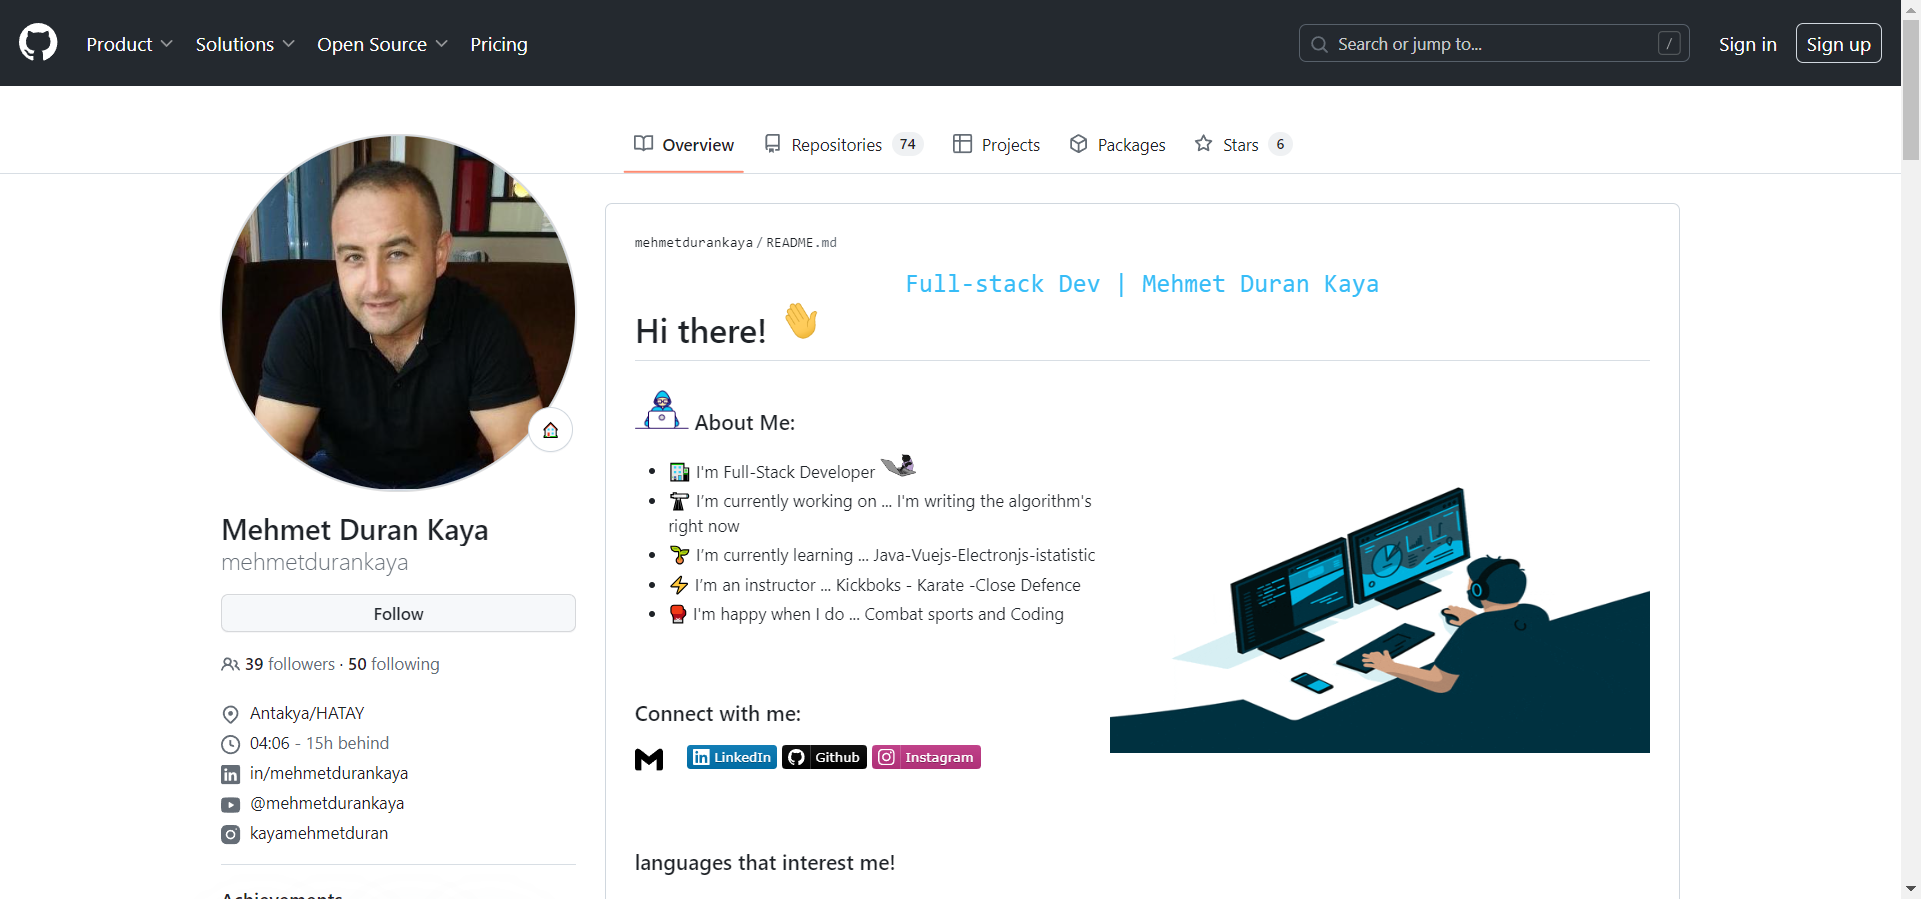 Product Solutions Open Source Pricing Search or jump to... / Sign in Sign up
Overview Repositories 74 Projects Packages Stars 6
mehmetdurankaya / README.md
Full-stack Dev | Mehmet Duran Kaya
Hi there! 👋
About Me:
I'm Full-Stack Developer
I'm currently working on ... I'm writing the algorithm's
right now
I'm currently learning ... Java-Vuejs-Electronjs-istatistic
I'm an instructor ... Kickboks - Karate -Close Defence
I'm happy when I do ... Combat sports and Coding
Connect with me:
LinkedIn Github Instagram
languages that interest me!
Mehmet Duran Kaya
mehmetdurankaya
Follow
39 followers · 50 following
Antakya/HATAY
04:06 - 15h behind
in/mehmetdurankaya
@mehmetdurankaya
kayamehmetduran
Achievements